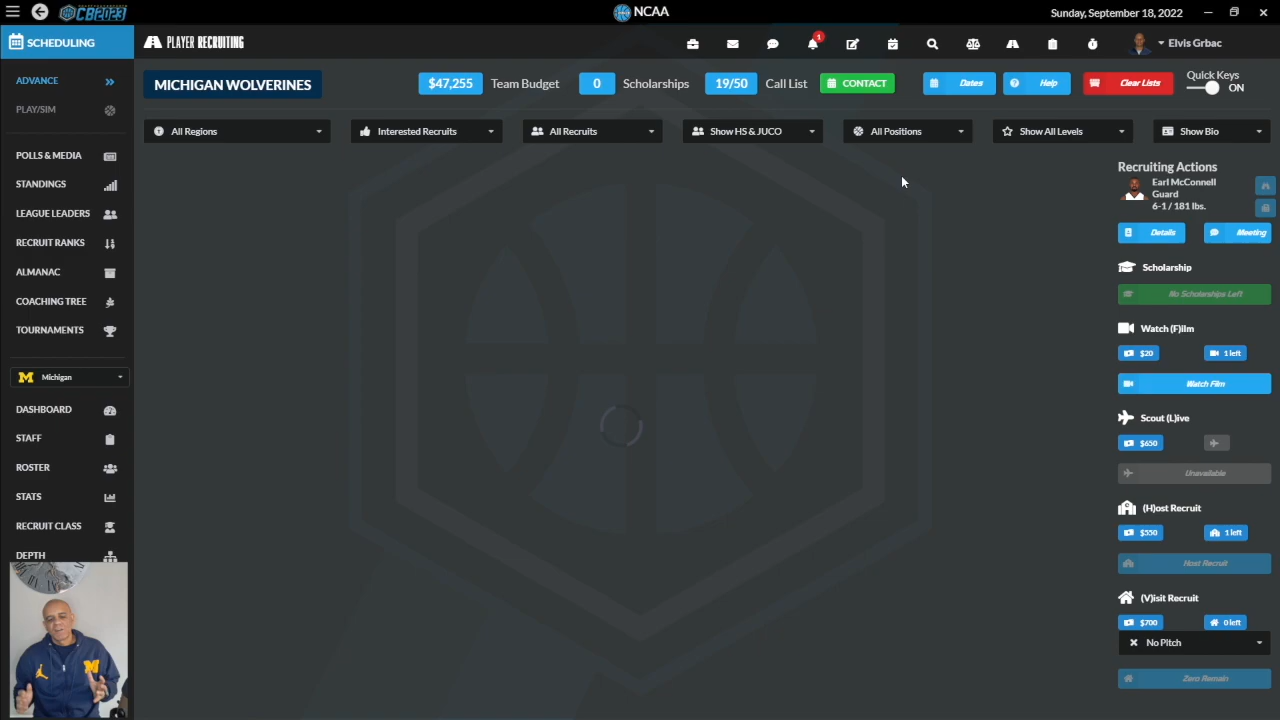 CB2023
NCAA
Sunday, September 18, 2022
SCHEDULING
PLAYER RECRUITING
1
Elvis Grbac
ADVANCE
PLAY/SIM
MICHIGAN WOLVERINES
$47,255 Team Budget
0 Scholarships
19/50 Call List
CONTACT
Dates
Help
Clear Lists
Quick Keys
ON
All Regions
Interested Recruits
All Recruits
Show HS & JUCO
All Positions
Show All Levels
Show Bio
POLLS & MEDIA
STANDINGS
LEAGUE LEADERS
RECRUIT RANKS
ALMANAC
COACHING TREE
TOURNAMENTS
Michigan
DASHBOARD
STAFF
ROSTER
STATS
RECRUIT CLASS
DEPTH
Recruiting Actions
Earl McConnell
Guard
6-1 / 181 lbs.
Details
Meeting
Scholarship
No Scholarships Left
Watch (F)ilm
$20
1 left
Watch Film
Scout (L)ive
$650
Unavailable
(H)ost Recruit
$550
1 left
Host Recruit
(V)isit Recruit
$700
0 left
No Pitch
Zero Remain